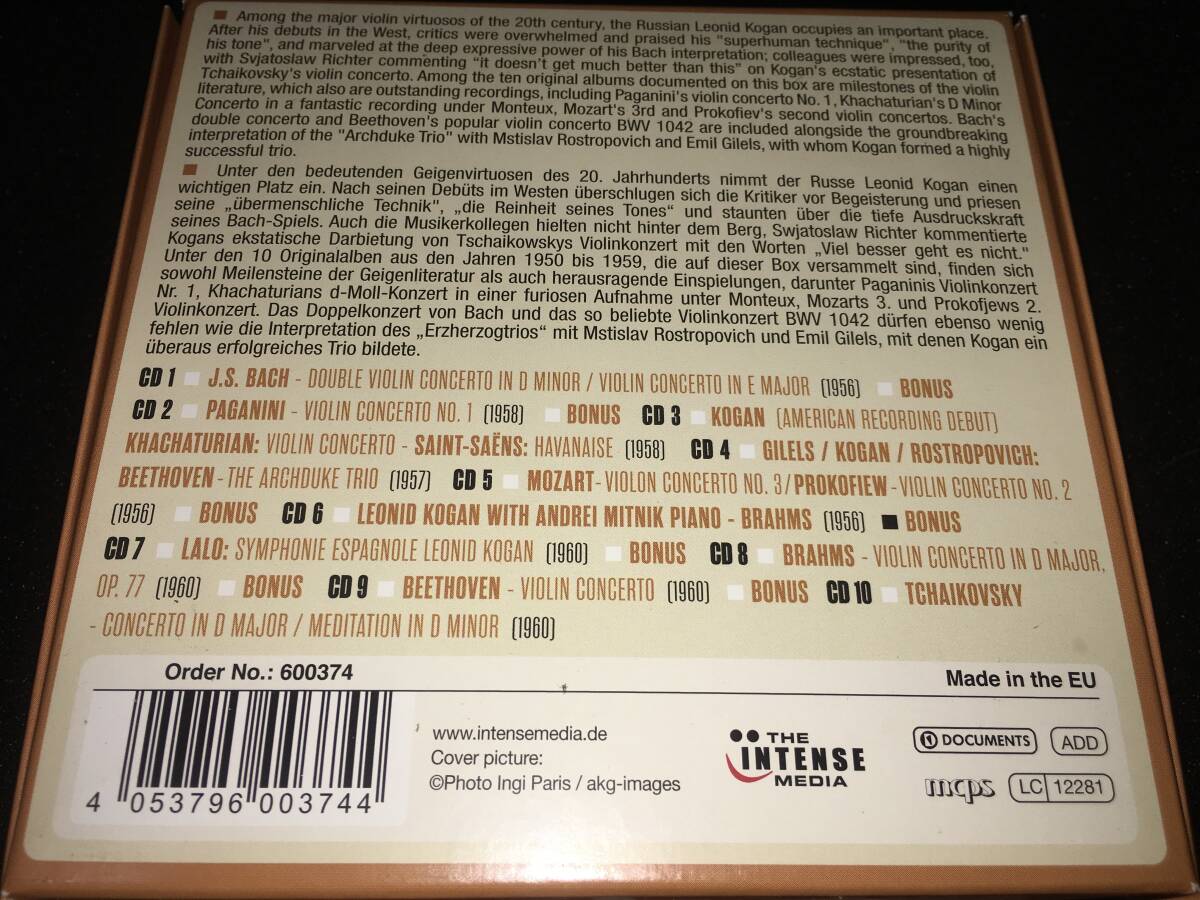 Among the major violin virtuosos of the 20th century, the Russian Leonid Kogan occupies an important place.
After his debuts in the West, critics were overwhelmed and praised his "superhuman technique", "the purity of
his tone", and marveled at the deep expressive power of his Bach interpretation; colleagues were impressed, too,
with Svjatoslaw Richter commenting “it doesn't get much better than this” on Kogan's ecstatic presentation of
Tchaikovsky's violin concerto. Among the ten original albums documented on this box are milestones of the violin
literature, which also are outstanding recordings, including Paganini's violin concerto No. 1, Khachaturian's D Minor
Concerto in a fantastic recording under Monteux, Mozart's 3rd and Prokofiev's second violin concertos. Bach's
double concerto and Beethoven's popular violin concerto BWV 1042 are included alongside the groundbreaking
interpretation of the "Archduke Trio" with Mstislav Rostropovich and Emil Gilels, with whom Kogan formed a highly
successful trio.
Unter den bedeutenden Geigenvirtuosen des 20. Jahrhunderts nimmt der Russe Leonid Kogan einen
wichtigen Platz ein. Nach seinen Debüts im Westen überschlugen sich die Kritiker vor Begeisterung und priesen
seine „übermenschliche Technik", „die Reinheit seines Tones“ und staunten über die tiefe Ausdruckskraft
seines Bach-Spiels. Auch die Musikerkollegen hielten nicht hinter dem Berg, Swjatoslaw Richter kommentierte
Kogans ekstatische Darbietung von Tschaikowskys Violinkonzert mit den Worten „Viel besser geht es nicht."
Unter den 10 Originalalben aus den Jahren 1950 bis 1959, die auf dieser Box versammelt sind, finden sich
sowohl Meilensteine der Geigenliteratur als auch herausragende Einspielungen, darunter Paganinis Violinkonzert
Nr. 1, Khachaturians d-Moll-Konzert in einer furiosen Aufnahme unter Monteux, Mozarts 3. und Prokofjews 2.
Violinkonzert. Das Doppelkonzert von Bach und das so beliebte Violinkonzert BWV 1042 dürfen ebenso wenig
fehlen wie die Interpretation des „Erzherzogtrios“ mit Mstislav Rostropovich und Emil Gilels, mit denen Kogan ein
überaus erfolgreiches Trio bildete.
CD 1 J.S. BACH - DOUBLE VIOLIN CONCERTO IN D MINOR / VIOLIN CONCERTO IN E MAJOR (1956) BONUS
CD 2 PAGANINI - VIOLIN CONCERTO NO. 1 (1958) BONUS CD 3 KOGAN (AMERICAN RECORDING DEBUT)
KHACHATURIAN: VIOLIN CONCERTO - SAINT-SAËNS: HAVANAISE (1958) CD 4 GILELS / KOGAN / ROSTROPOVICH:
BEETHOVEN - THE ARCHDUKE TRIO (1957) CD 5 MOZART - VIOLON CONCERTO NO. 3 / PROKOFIEW - VIOLIN CONCERTO NO. 2
(1956) BONUS CD 6 LEONID KOGAN WITH ANDREI MITNIK PIANO - BRAHMS (1956) BONUS
CD 7 LALO: SYMPHONIE ESPAGNOLE LEONID KOGAN (1960) BONUS CD 8 BRAHMS - VIOLIN CONCERTO IN D MAJOR,
OP. 77 (1960) BONUS CD 9 BEETHOVEN - VIOLIN CONCERTO (1960) BONUS CD 10 TCHAIKOVSKY
- CONCERTO IN D MAJOR / MEDITATION IN D MINOR (1960)
Order No.: 600374
Made in the EU
4 053796 003744
www.intensemedia.de
Cover picture:
©Photo Ingi Paris / akg-images
THE
INTENSE
MEDIA
DOCUMENTS
ADD
mcps
LC 12281